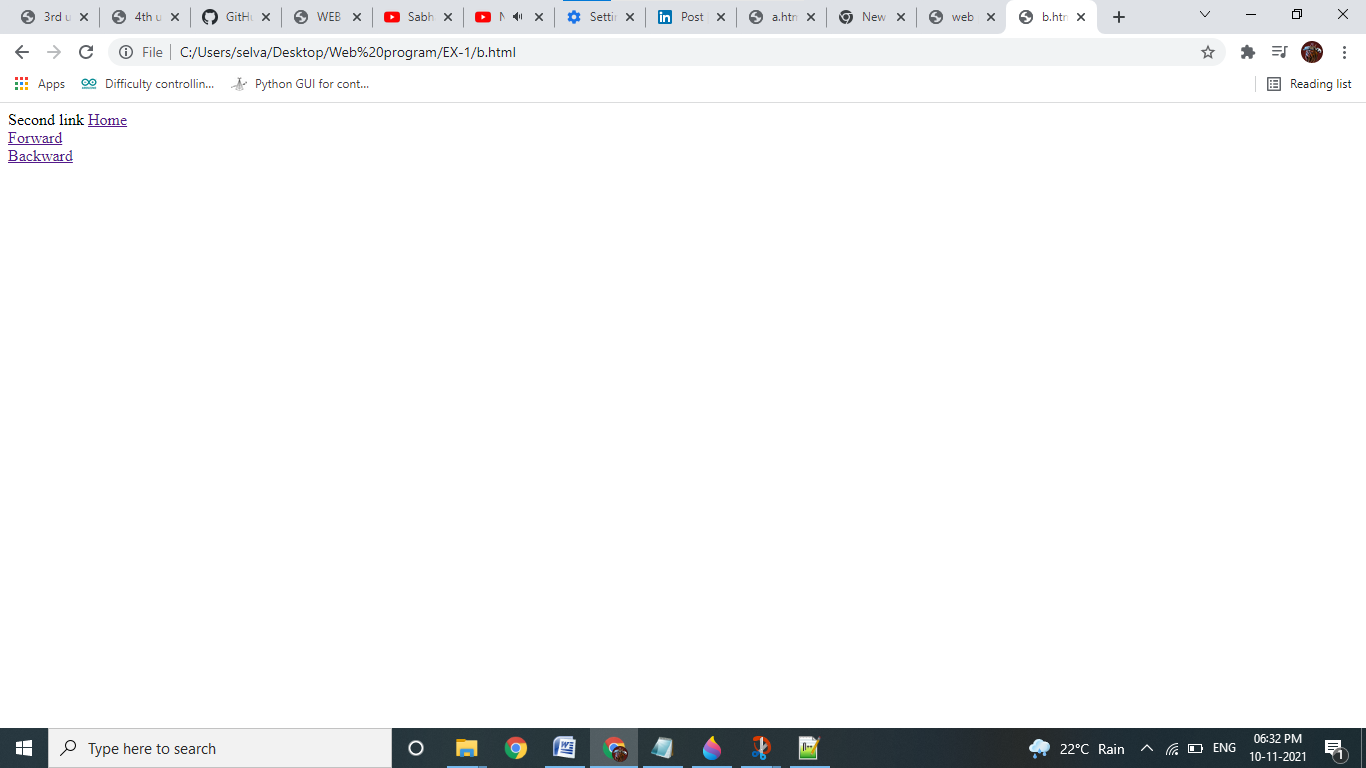 3rd u 4th u GitHu WEB Sabh N Settin Post a.htm New web b.htm
File C:/Users/selva/Desktop/Web%20program/EX-1/b.html
Apps Difficulty controllin... Python GUI for cont... Reading list
Second link Home
Forward
Backward
Type here to search 22°C Rain ENG 06:32 PM
10-11-2021 1